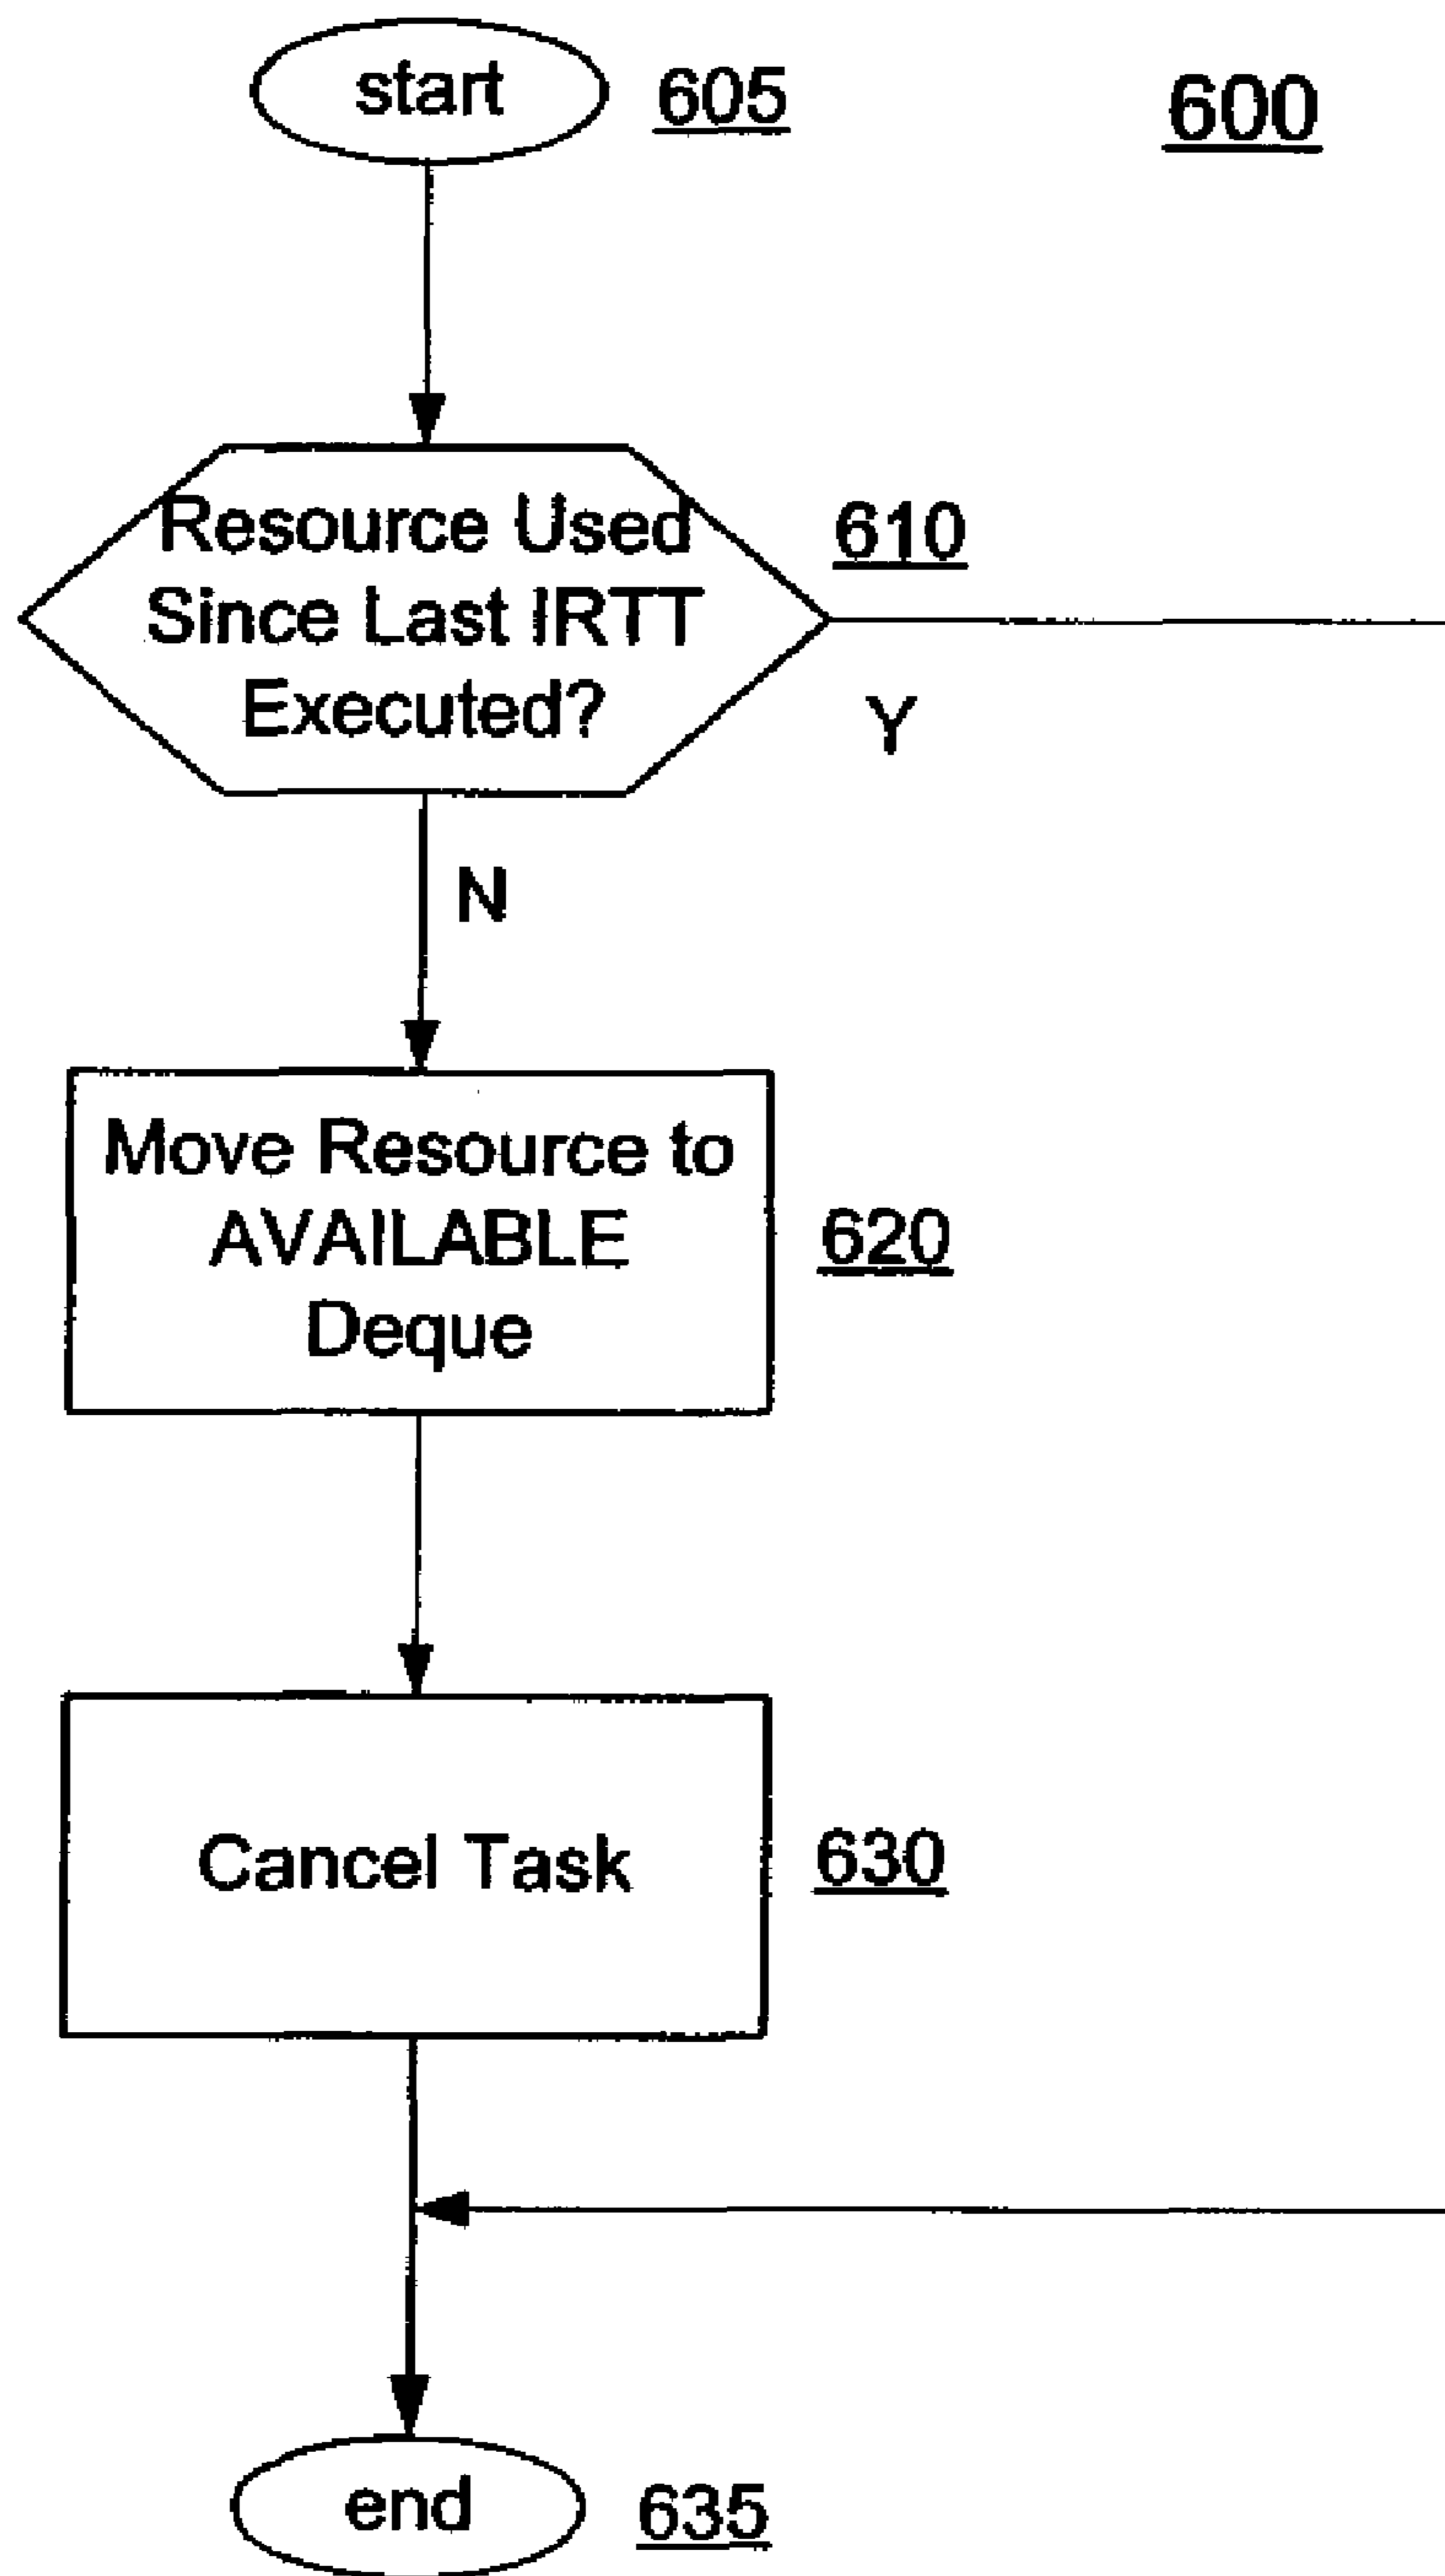 start
605
600
Resource Used
Since Last IRTT
Executed?
610
Y
N
Move Resource to
AVAILABLE
Deque
620
Cancel Task
630
end
635